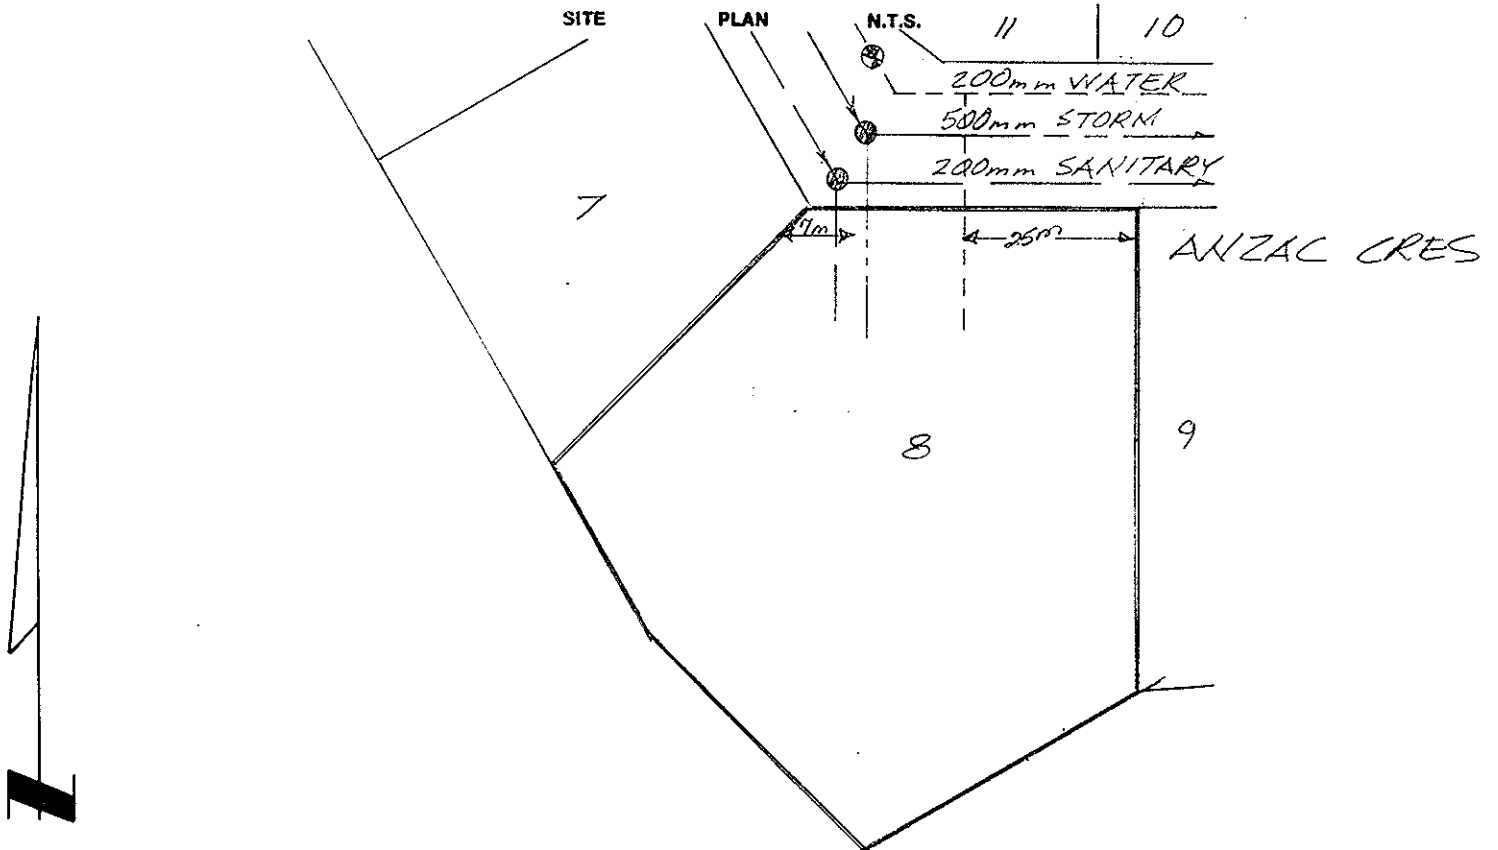 SITE PLAN N.T.S.
11 10
200mm WATER
500mm STORM
200mm SANITARY
7
7m
25m
ANZAC CRES
8
9
N